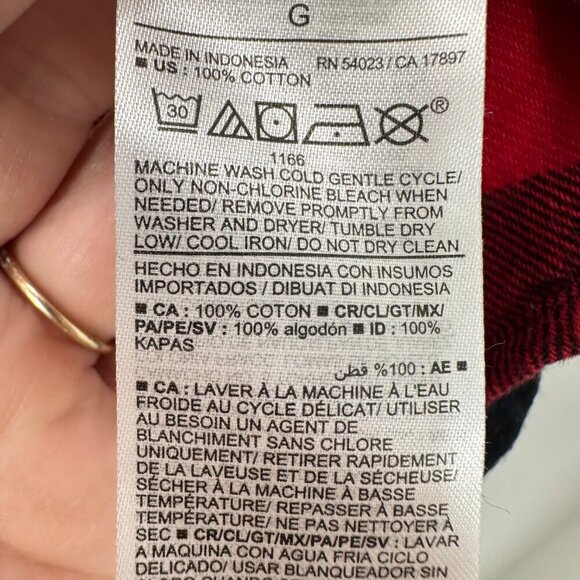 G
MADE IN INDONESIA RN 54023 / CA 17897
■ US : 100% COTTON
30 ®
1166
MACHINE WASH COLD GENTLE CYCLE/
ONLY NON-CHLORINE BLEACH WHEN
NEEDED/ REMOVE PROMPTLY FROM
WASHER AND DRYER/ TUMBLE DRY
LOW/ COOL IRON/ DO NOT DRY CLEAN
HECHO EN INDONESIA CON INSUMOS
IMPORTADOS / DIBUAT DI INDONESIA
■ CA : 100% COTON ■ CR/CL/GT/MX/
PA/PE/SV : 100% algodón ■ ID : 100%
KAPAS
■ AE : 100% قطن
■ CA : LAVER À LA MACHINE À L'EAU
FROIDE AU CYCLE DÉLICAT/ UTILISER
AU BESOIN UN AGENT DE
BLANCHIMENT SANS CHLORE
UNIQUEMENT/ RETIRER RAPIDEMENT
DE LA LAVEUSE ET DE LA SÉCHEUSE/
SÉCHER À LA MACHINE À BASSE
TEMPÉRATURE/ REPASSER À BASSE
TEMPÉRATURE/ NE PAS NETTOYER À
SEC ■ CR/CL/GT/MX/PA/PE/SV : LAVAR
A MAQUINA CON AGUA FRIA CICLO
DELICADO/ USAR BLANQUEADOR SIN